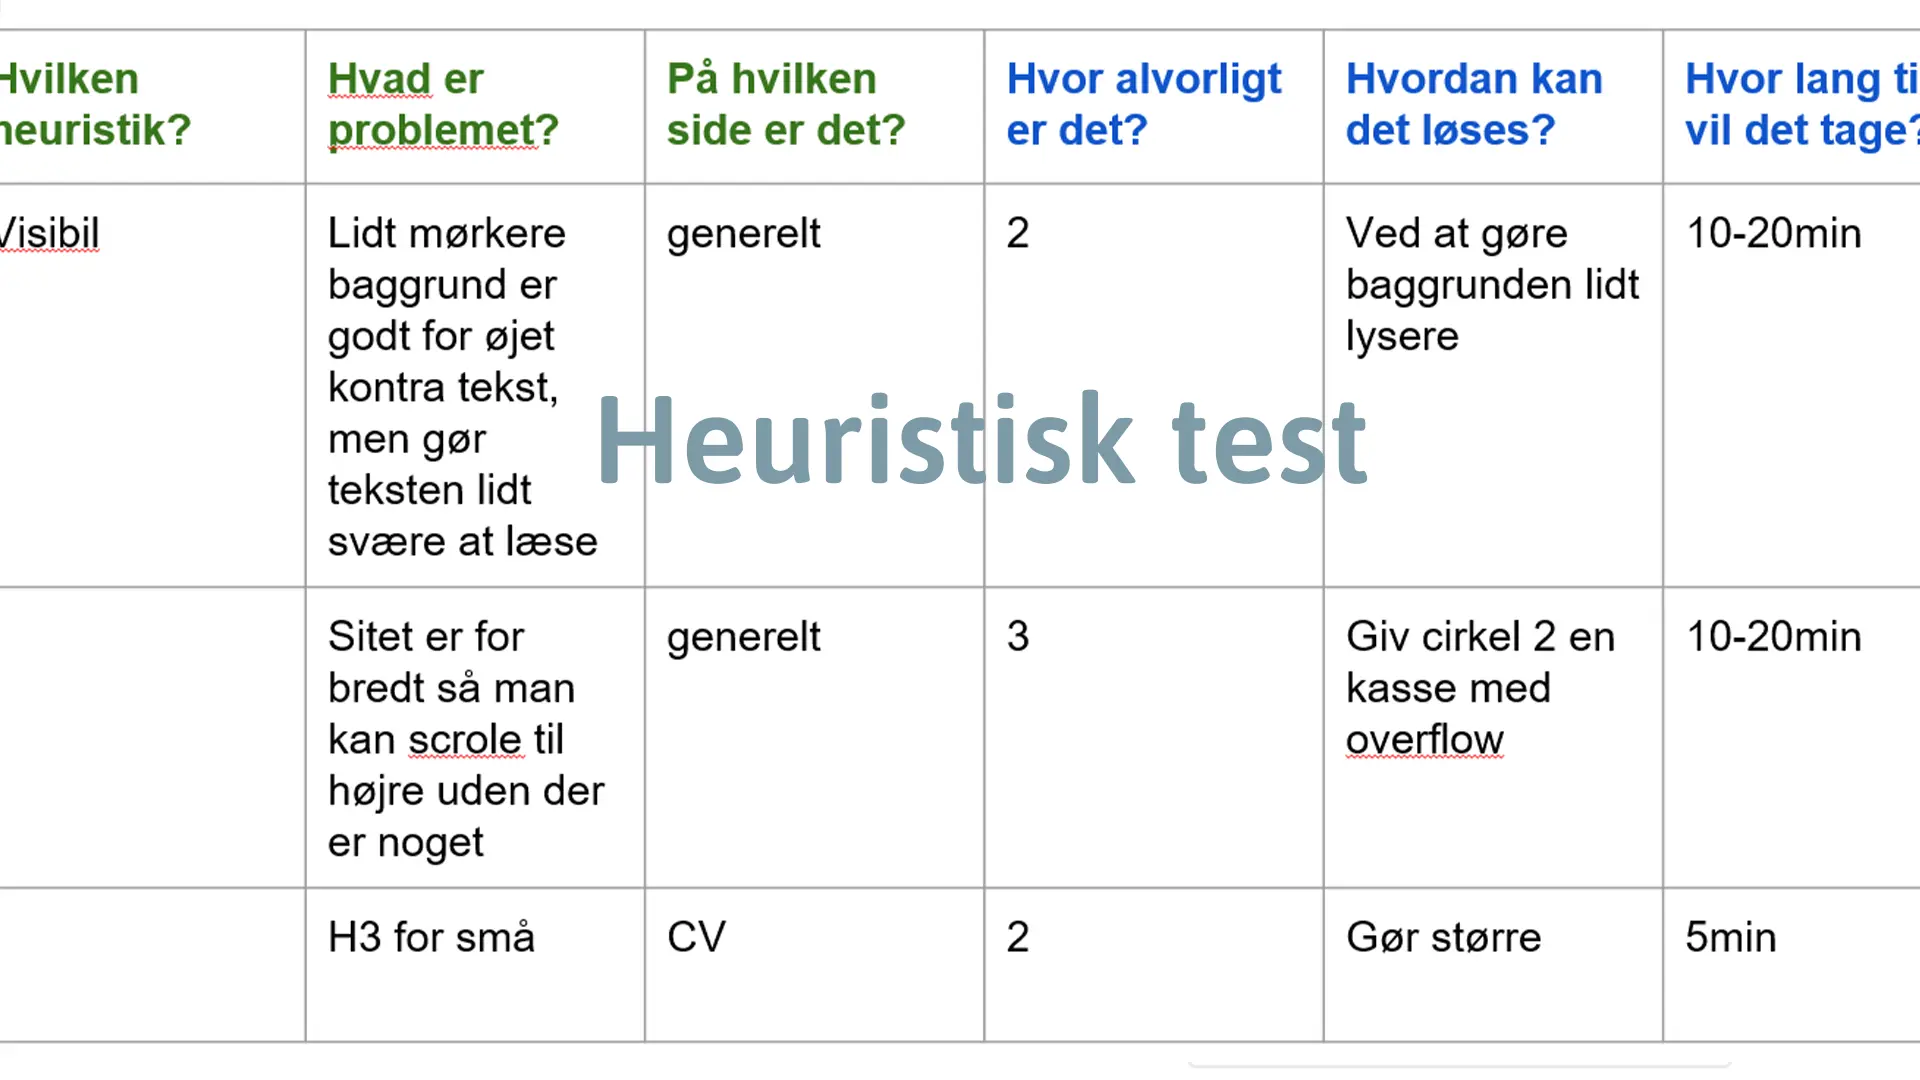 Hvilken
heuristik?
Hvad er
problemet?
På hvilken
side er det?
Hvor alvorligt
er det?
Hvordan kan
det løses?
Hvor lang ti
vil det tage?
Visibil
Lidt mørkere
baggrund er
godt for øjet
kontra tekst,
men gør
teksten lidt
svære at læse
generelt
2
Ved at gøre
baggrunden lidt
lysere
10-20min
Heuristisk test
Sitet er for
bredt så man
kan scrole til
højre uden der
er noget
generelt
3
Giv cirkel 2 en
kasse med
overflow
10-20min
H3 for små
CV
2
Gør større
5min